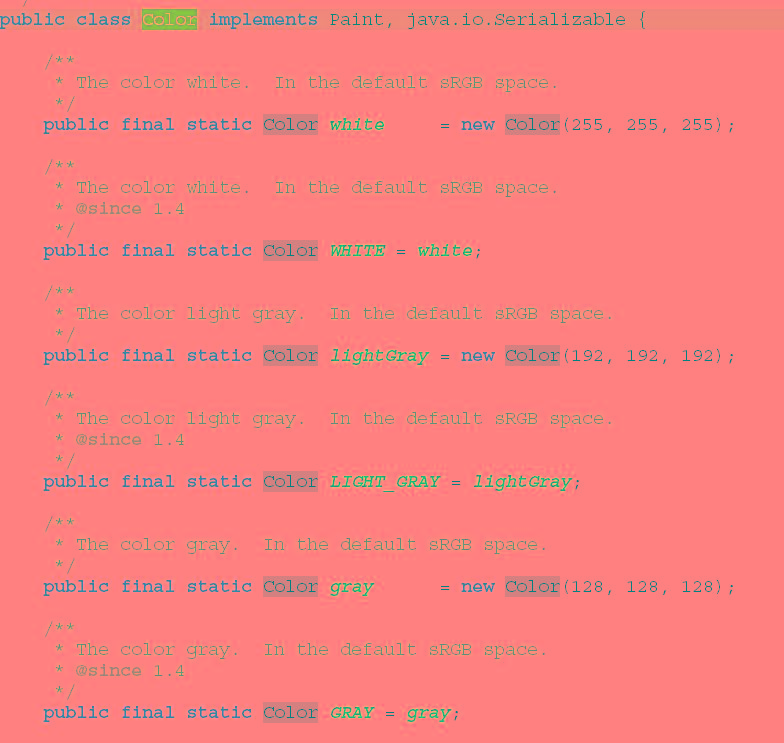 public class Color implements Paint, java.io.Serializable {
/**
* The color white.  In the default sRGB space.
*/
public final static Color white     = new Color(255, 255, 255);
/**
* The color white.  In the default sRGB space.
* @since 1.4
*/
public final static Color WHITE = white;
/**
* The color light gray.  In the default sRGB space.
*/
public final static Color lightGray = new Color(192, 192, 192);
/**
* The color light gray.  In the default sRGB space.
* @since 1.4
*/
public final static Color LIGHT_GRAY = lightGray;
/**
* The color gray.  In the default sRGB space.
*/
public final static Color gray      = new Color(128, 128, 128);
/**
* The color gray.  In the default sRGB space.
* @since 1.4
*/
public final static Color GRAY = gray;